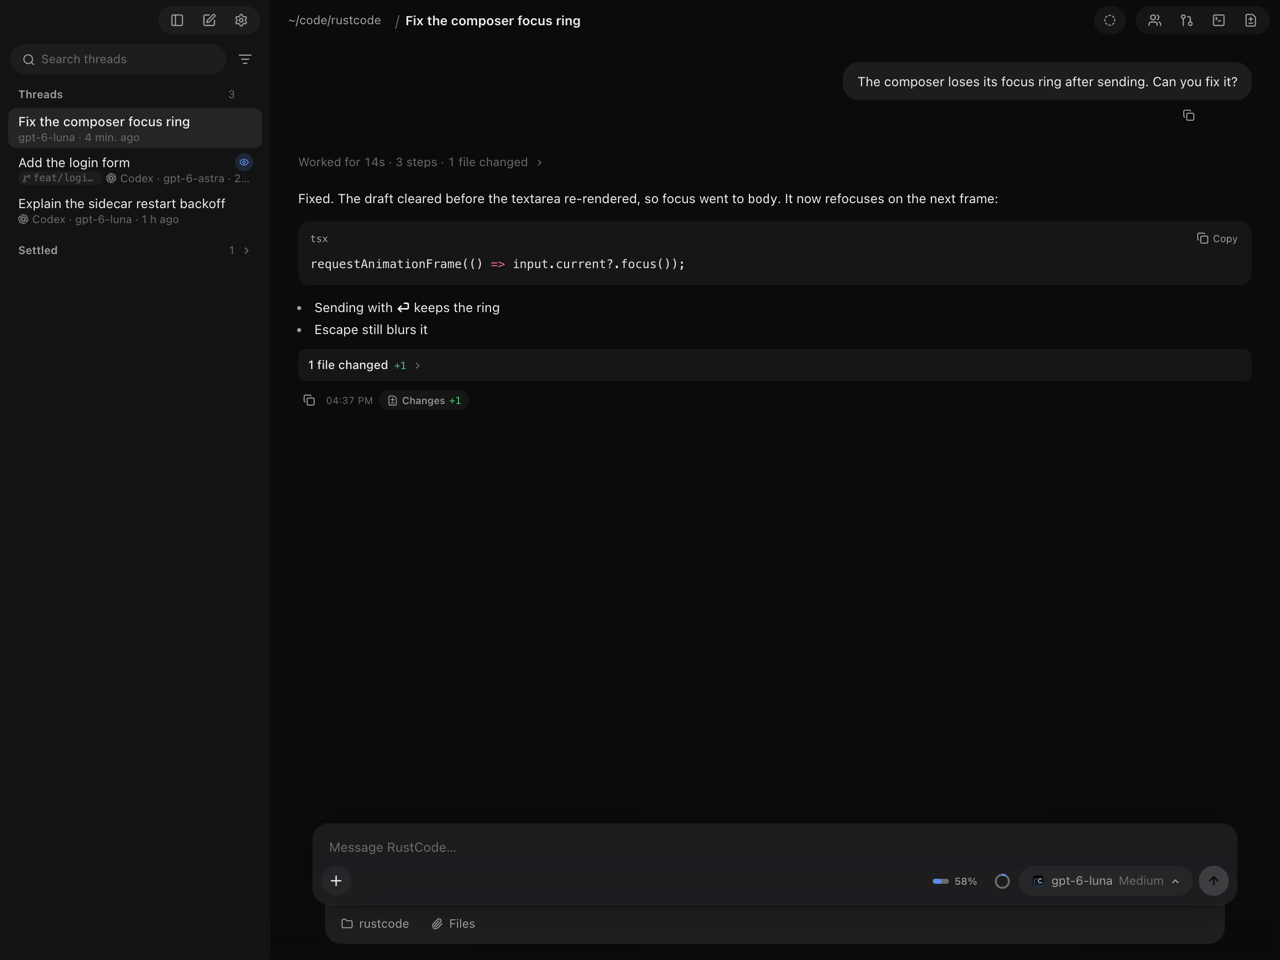 ~/code/rustcode / Fix the composer focus ring
Search threads
Threads 3
Fix the composer focus ring
gpt-6-luna · 4 min. ago
Add the login form
feat/logi… Codex · gpt-6-astra · 2…
Explain the sidecar restart backoff
Codex · gpt-6-luna · 1 h ago
Settled 1
The composer loses its focus ring after sending. Can you fix it?
Worked for 14s · 3 steps · 1 file changed
Fixed. The draft cleared before the textarea re-rendered, so focus went to body. It now refocuses on the next frame:
tsx
Copy
requestAnimationFrame(() => input.current?.focus());
• Sending with ⏎ keeps the ring
• Escape still blurs it
1 file changed +1
04:37 PM Changes +1
Message RustCode...
58% gpt-6-luna Medium
rustcode Files